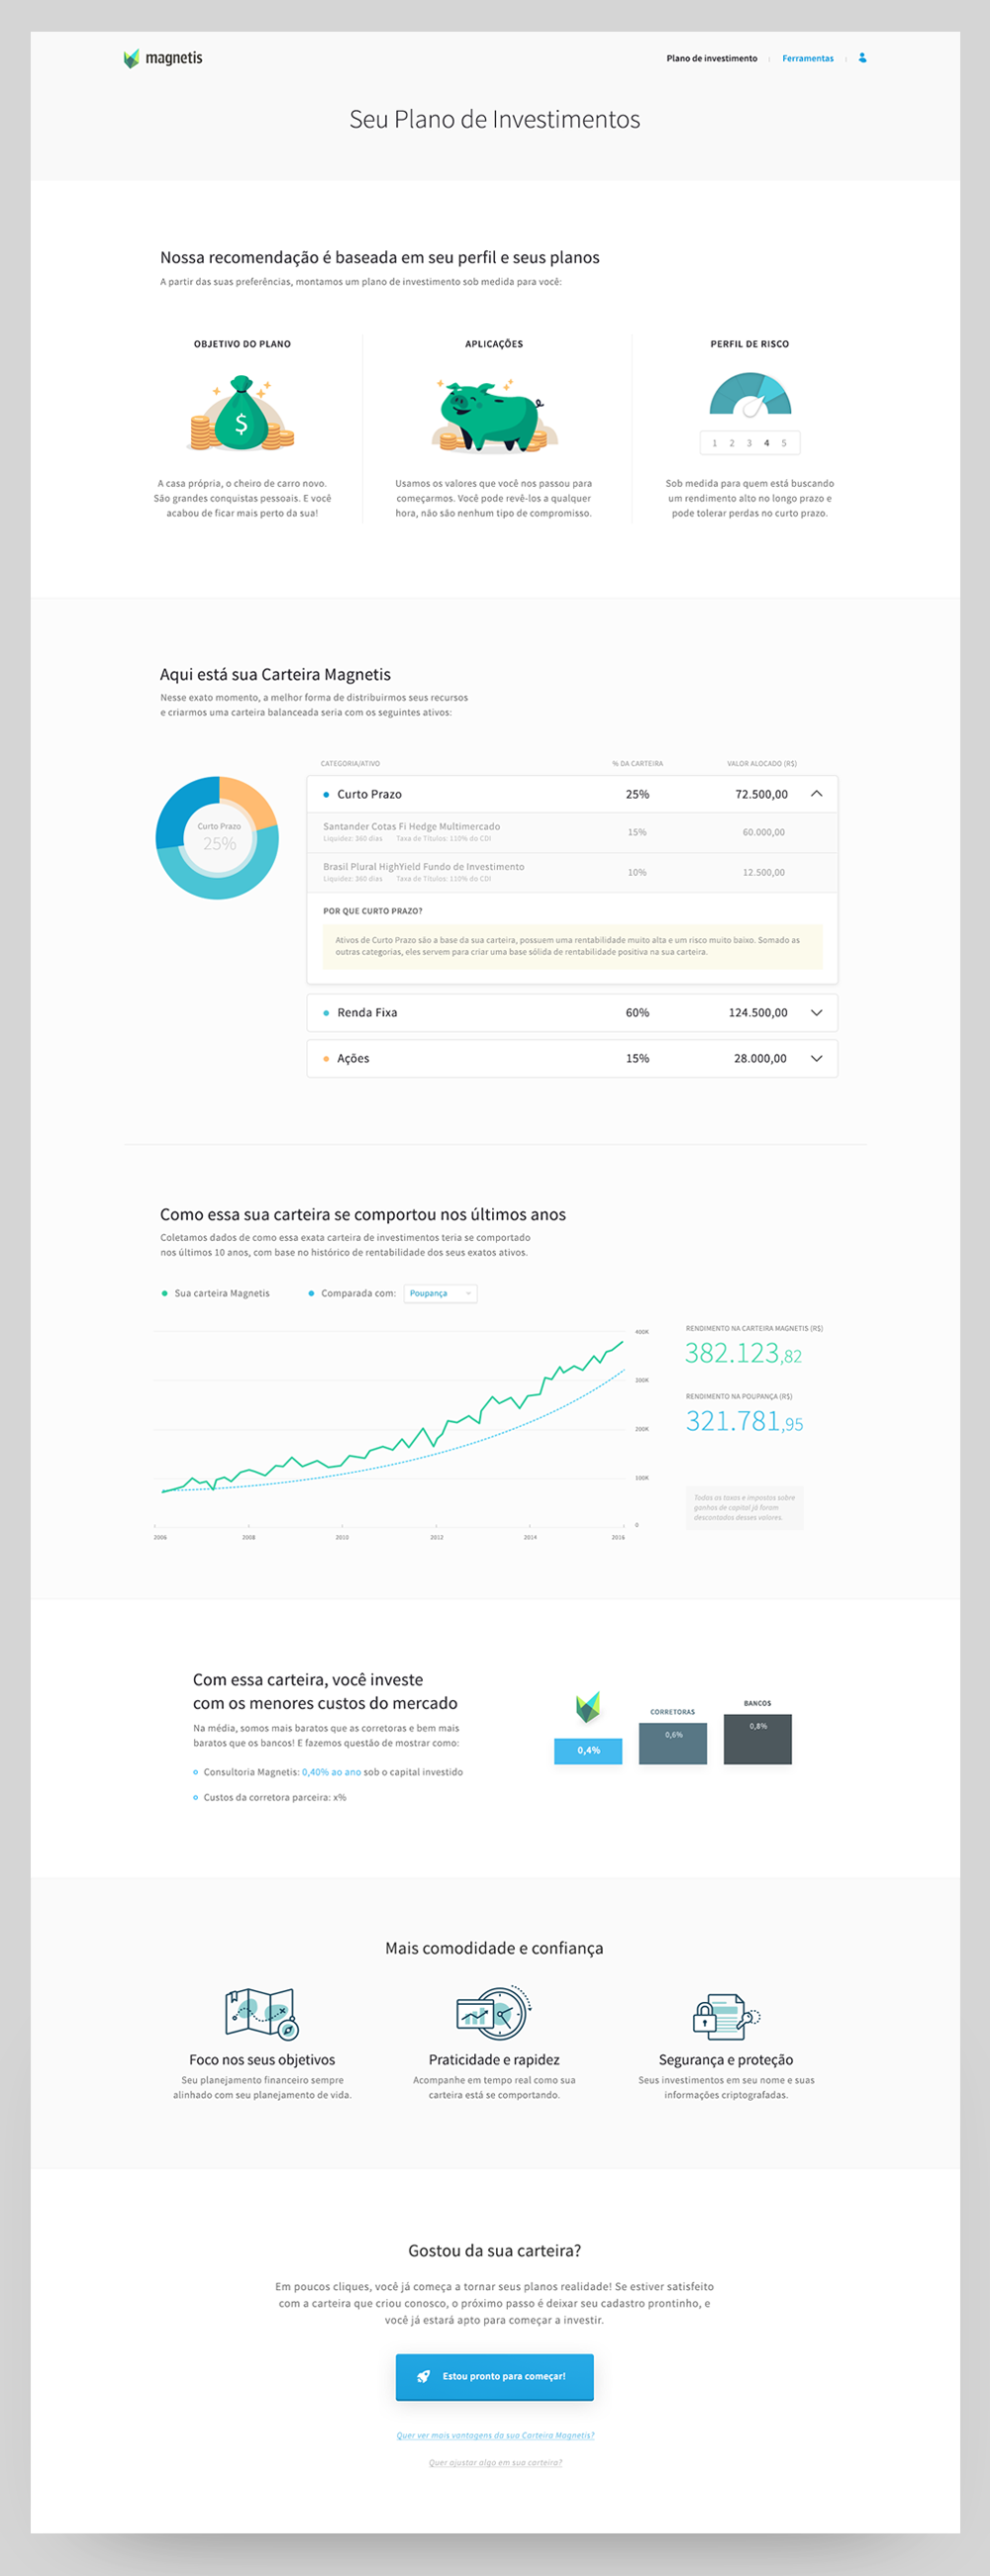 magnetis
Plano de investimento
Ferramentas
Seu Plano de Investimentos
Nossa recomendação é baseada em seu perfil e seus planos
A partir das suas preferências, montamos um plano de investimento sob medida para você:
OBJETIVO DO PLANO
$
A casa própria, o cheiro de carro novo.
São grandes conquistas pessoais. E você
acabou de ficar mais perto da sua!
APLICAÇÕES
Usamos os valores que você nos passou para
começarmos. Você pode revê-los a qualquer
hora, não são nenhum tipo de compromisso.
PERFIL DE RISCO
1 2 3 4 5
Sob medida para quem está buscando
um rendimento alto no longo prazo e
pode tolerar perdas no curto prazo.
Aqui está sua Carteira Magnetis
Nesse exato momento, a melhor forma de distribuirmos seus recursos
e criarmos uma carteira balanceada seria com os seguintes ativos:
Curto Prazo
25%
CATEGORIA/ATIVO % DA CARTEIRA VALOR ALOCADO (R$)
Curto Prazo 25% 72.500,00
Santander Cotas Fi Hedge Multimercado 15% 60.000,00
Liquidez: 360 dias Taxa de Títulos: 110% do CDI
Brasil Plural HighYield Fundo de Investimento 10% 12.500,00
Liquidez: 360 dias Taxa de Títulos: 110% do CDI
POR QUE CURTO PRAZO?
Ativos de Curto Prazo são a base da sua carteira, possuem uma rentabilidade muito alta e um risco muito baixo. Somado as
outras categorias, eles servem para criar uma base sólida de rentabilidade positiva na sua carteira.
Renda Fixa 60% 124.500,00
Ações 15% 28.000,00
Como essa sua carteira se comportou nos últimos anos
Coletamos dados de como essa exata carteira de investimentos teria se comportado
nos últimos 10 anos, com base no histórico de rentabilidade dos seus exatos ativos.
Sua carteira Magnetis
Comparada com: Poupança
400K
300K
200K
100K
0
2006 2008 2010 2012 2014 2016
RENDIMENTO NA CARTEIRA MAGNETIS (R$)
382.123,82
RENDIMENTO NA POUPANÇA (R$)
321.781,95
Todas as taxas e impostos sobre
ganhos de capital já foram
descontados desses valores.
Com essa carteira, você investe
com os menores custos do mercado
Na média, somos mais baratos que as corretoras e bem mais
baratos que os bancos! E fazemos questão de mostrar como:
Consultoria Magnetis: 0,40% ao ano sobre o capital investido
Custos da corretora parceira: x%
0,4%
CORRETORAS
0,6%
BANCOS
0,8%
Mais comodidade e confiança
Foco nos seus objetivos
Seu planejamento financeiro sempre
alinhado com seu planejamento de vida.
Praticidade e rapidez
Acompanhe em tempo real como sua
carteira está se comportando.
Segurança e proteção
Seus investimentos em seu nome e suas
informações criptografadas.
Gostou da sua carteira?
Em poucos cliques, você já começa a tornar seus planos realidade! Se estiver satisfeito
com a carteira que criou conosco, o próximo passo é deixar seu cadastro prontinho, e
você já estará apto para começar a investir.
Estou pronto para começar!
Quer ver mais vantagens da sua Carteira Magnetis?
Quer ajustar algo em sua carteira?